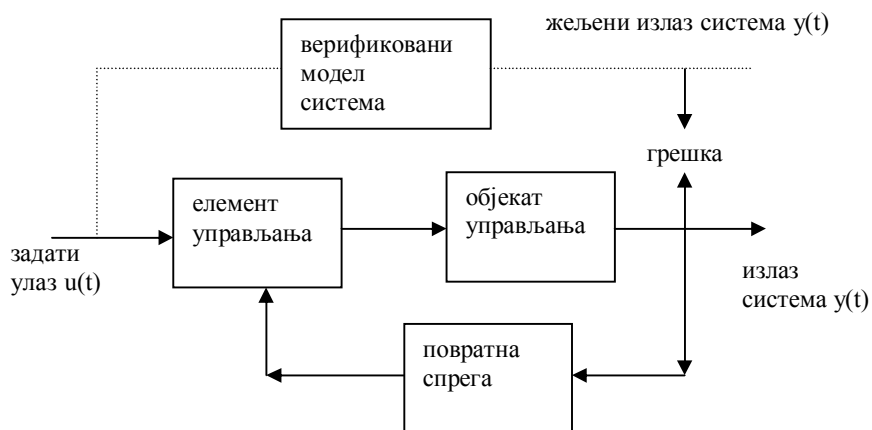 верификовани
модел
система
жељени излаз система y(t)
грешка
елемент
управљања
објекат
управљања
задати
улаз u(t)
излаз
система y(t)
повратна
спрега